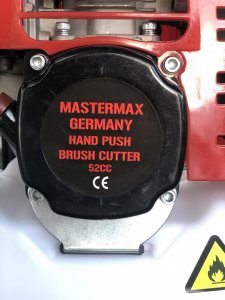 MASTERMAX
GERMANY
HAND PUSH
BRUSH CUTTER
52CC
CE